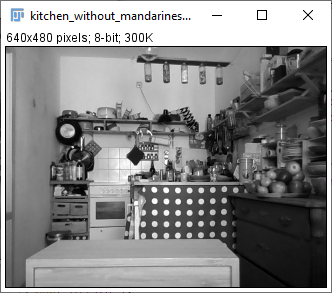 kitchen_without_mandarines...
640x480 pixels; 8-bit; 300K